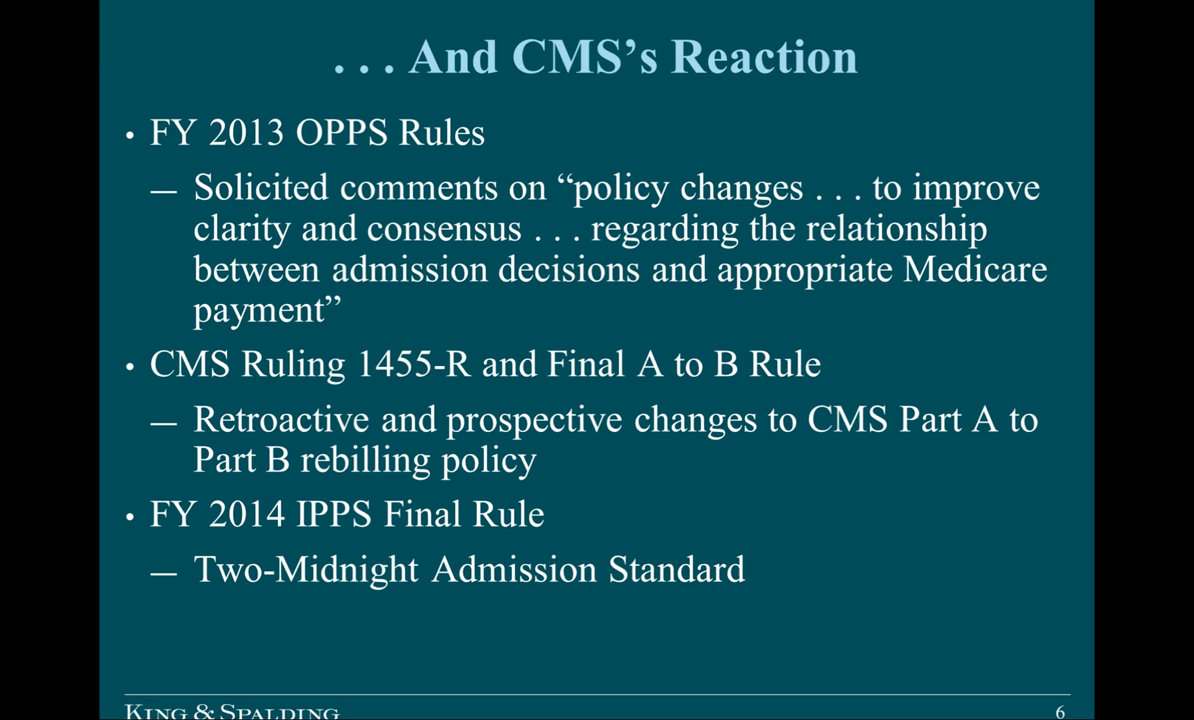 . . . And CMS’s Reaction
• FY 2013 OPPS Rules
— Solicited comments on “policy changes . . . to improve
clarity and consensus . . . regarding the relationship
between admission decisions and appropriate Medicare
payment”
• CMS Ruling 1455-R and Final A to B Rule
— Retroactive and prospective changes to CMS Part A to
Part B rebilling policy
• FY 2014 IPPS Final Rule
— Two-Midnight Admission Standard
KING & SPALDING
6